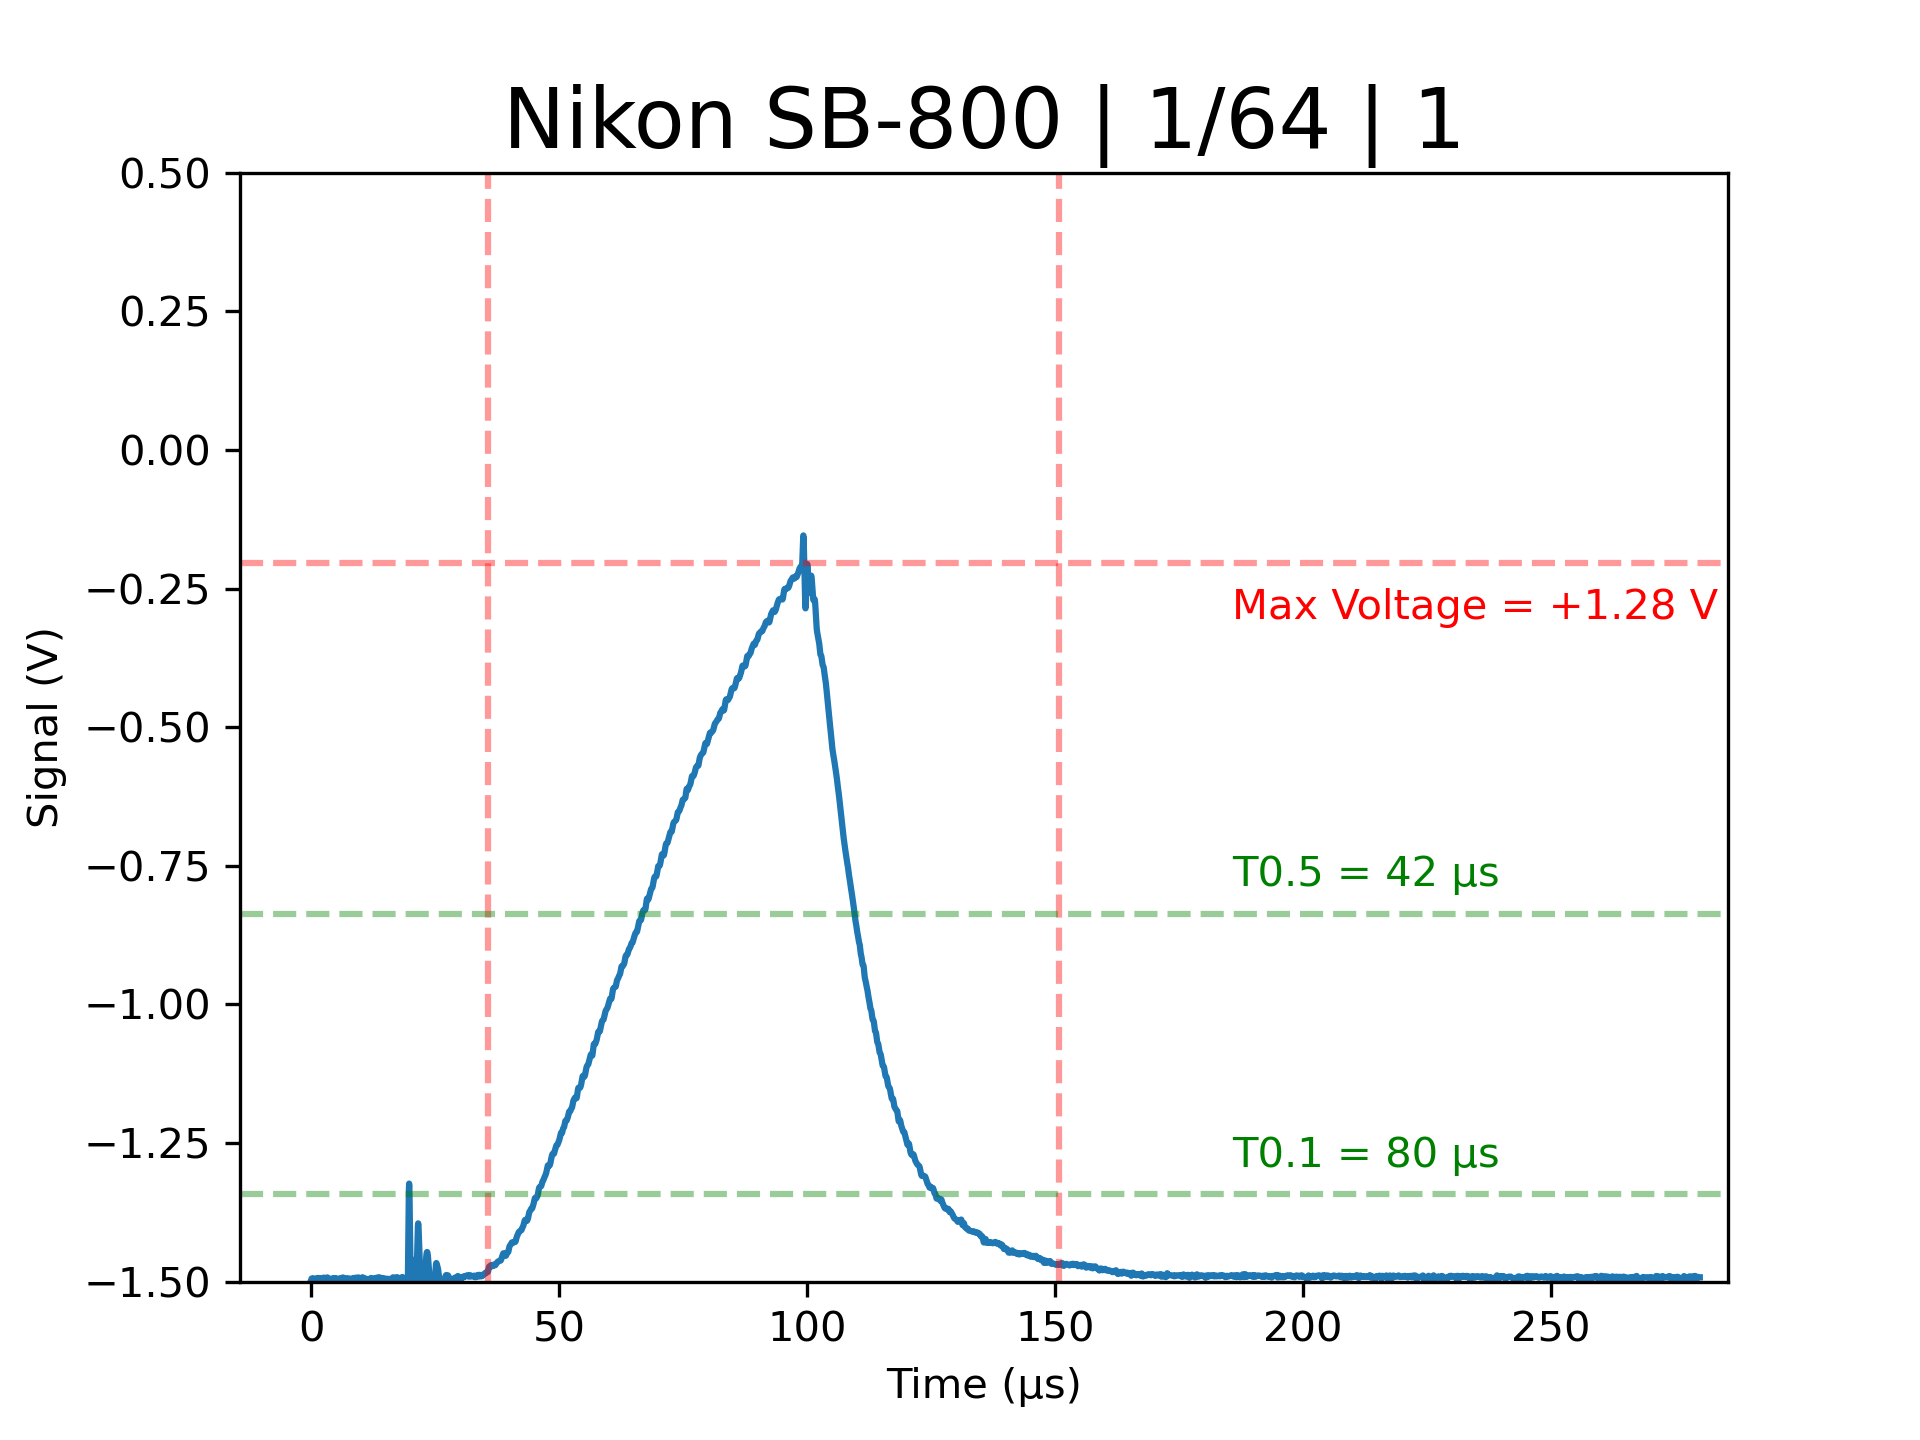 Nikon SB-800 | 1/64 | 1
0.50
0.25
0.00
−0.25
−0.50
−0.75
−1.00
−1.25
−1.50
Signal (V)
Max Voltage = +1.28 V
T0.5 = 42 µs
T0.1 = 80 µs
0 50 100 150 200 250
Time (µs)